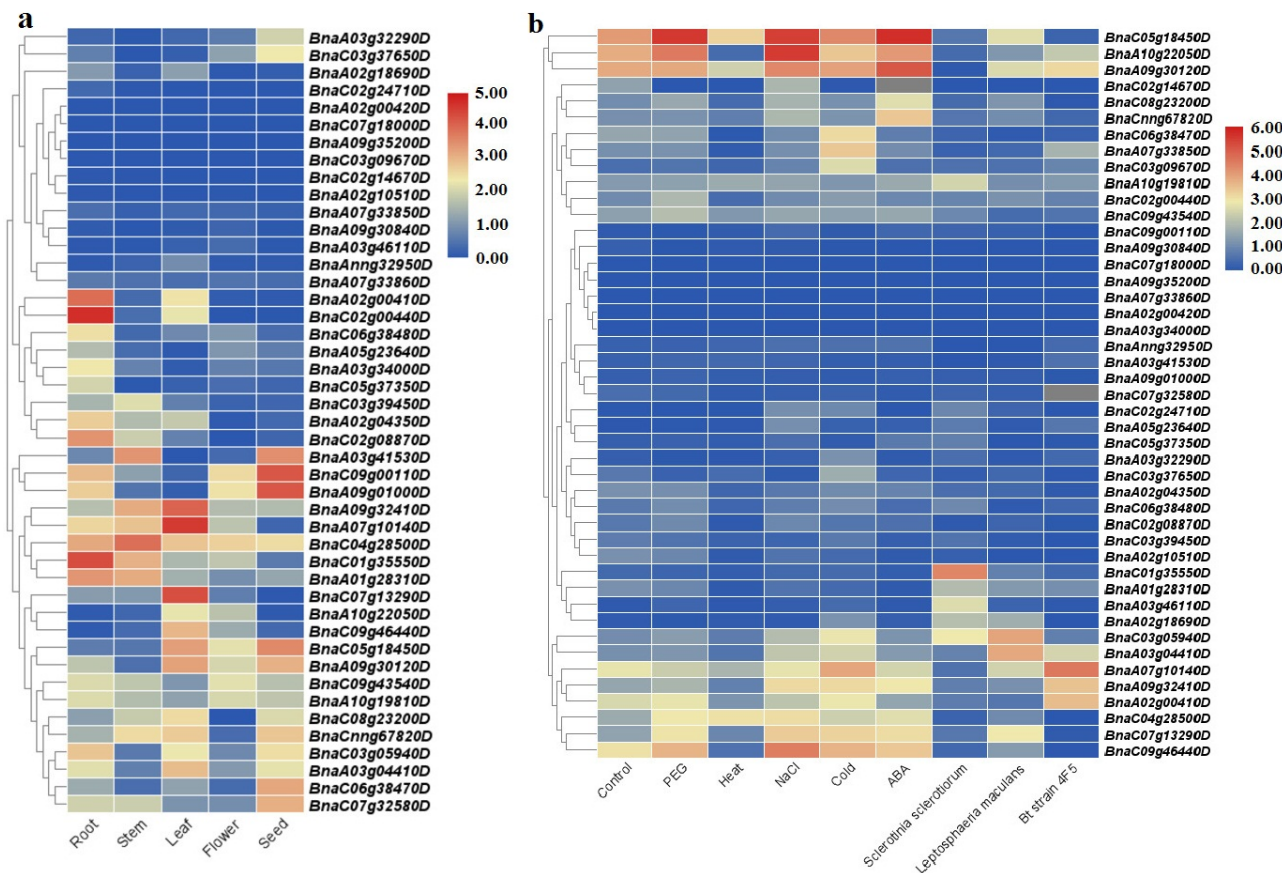 a
BnaA03g32290D
BnaC03g37650D
BnaA02g18690D
BnaC02g24710D
BnaA02g00420D
BnaC07g18000D
BnaA09g35200D
BnaC03g09670D
BnaC02g14670D
BnaA02g10510D
BnaA07g33850D
BnaA09g30840D
BnaA03g46110D
BnaAnng32950D
BnaA07g33860D
BnaA02g00410D
BnaC02g00440D
BnaC06g38480D
BnaA05g23640D
BnaA03g34000D
BnaC05g37350D
BnaC03g39450D
BnaA02g04350D
BnaC02g08870D
BnaA03g41530D
BnaC09g00110D
BnaA09g01000D
BnaA09g32410D
BnaA07g10140D
BnaC04g28500D
BnaC01g35550D
BnaA01g28310D
BnaC07g13290D
BnaA10g22050D
BnaC09g46440D
BnaC05g18450D
BnaA09g30120D
BnaC09g43540D
BnaA10g19810D
BnaC08g23200D
BnaCnng67820D
BnaC03g05940D
BnaA03g04410D
BnaC06g38470D
BnaC07g32580D
Root
Stem
Leaf
Flower
Seed
5.00
4.00
3.00
2.00
1.00
0.00
b
BnaC05g18450D
BnaA10g22050D
BnaA09g30120D
BnaC02g14670D
BnaC08g23200D
BnaCnng67820D
BnaC06g38470D
BnaA07g33850D
BnaC03g09670D
BnaA10g19810D
BnaC02g00440D
BnaC09g43540D
BnaC09g00110D
BnaA09g30840D
BnaC07g18000D
BnaA09g35200D
BnaA07g33860D
BnaA02g00420D
BnaA03g34000D
BnaAnng32950D
BnaA03g41530D
BnaA09g01000D
BnaC07g32580D
BnaC02g24710D
BnaA05g23640D
BnaC05g37350D
BnaA03g32290D
BnaC03g37650D
BnaA02g04350D
BnaC06g38480D
BnaC02g08870D
BnaC03g39450D
BnaA02g10510D
BnaC01g35550D
BnaA01g28310D
BnaA03g46110D
BnaA02g18690D
BnaC03g05940D
BnaA03g04410D
BnaA07g10140D
BnaA09g32410D
BnaA02g00410D
BnaC04g28500D
BnaC07g13290D
BnaC09g46440D
Control
PEG
Heat
NaCl
Cold
ABA
Sclerotinia sclerotiorum
Leptosphaeria maculans
Bt strain 4F5
6.00
5.00
4.00
3.00
2.00
1.00
0.00